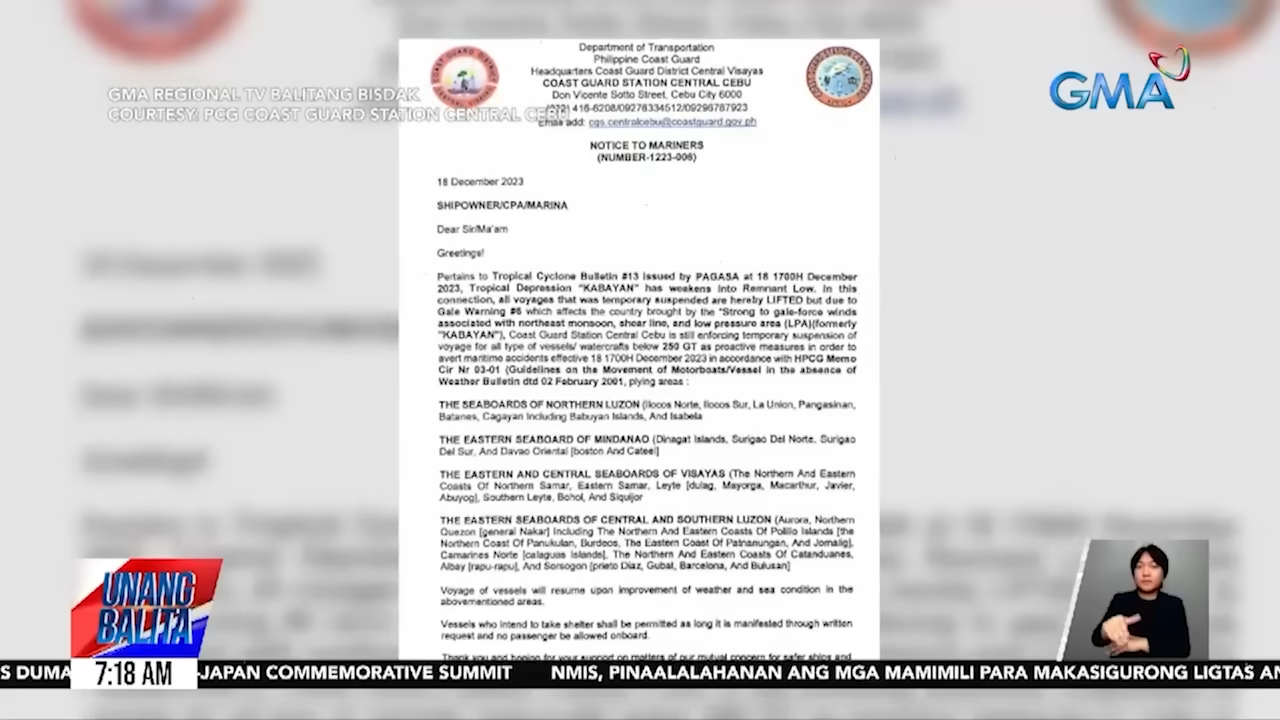 GMA
GMA REGIONAL TV BALITANG BISDAK
COURTESY: PCG COAST GUARD STATION CENTRAL CEBU
Department of Transportation
Philippine Coast Guard
Headquarters Coast Guard District Central Visayas
COAST GUARD STATION CENTRAL CEBU
Don Vicente Sotto Street, Cebu City 6000
(032) 416-6208/09276334512/09296787923
Email add: cgs.centralcebu@coastguard.gov.ph
NOTICE TO MARINERS
(NUMBER-1223-006)
18 December 2023
SHIPOWNER/CPA/MARINA
Dear Sir/Ma'am
Greetings!
Pertains to Tropical Cyclone Bulletin #13 issued by PAGASA at 18 1700H December
2023, Tropical Depression "KABAYAN" has weakens into Remnant Low. In this
connection, all voyages that was temporary suspended are hereby LIFTED but due to
Gale Warning #6 which affects the country brought by the "Strong to gale-force winds
associated with northeast monsoon, shear line, and low pressure area (LPA)(formerly
"KABAYAN"), Coast Guard Station Central Cebu is still enforcing temporary suspension of
voyage for all type of vessels/ watercrafts below 250 GT as proactive measures in order to
avert maritime accidents effective 18 1700H December 2023 in accordance with HPCG Memo
Cir Nr 03-01 (Guidelines on the Movement of Motorboats/Vessel in the absence of
Weather Bulletin dtd 02 February 2001, plying areas :
THE SEABOARDS OF NORTHERN LUZON (Ilocos Norte, Ilocos Sur, La Union, Pangasinan,
Batanes, Cagayan Including Babuyan Islands, And Isabela
THE EASTERN SEABOARD OF MINDANAO (Dinagat Islands, Surigao Del Norte, Surigao
Del Sur, And Davao Oriental [boston And Cateel]
THE EASTERN AND CENTRAL SEABOARDS OF VISAYAS (The Northern And Eastern
Coasts Of Northern Samar, Eastern Samar, Leyte [dulag, Mayorga, Macarthur, Javier,
Abuyog], Southern Leyte, Bohol, And Siquijor
THE EASTERN SEABOARDS OF CENTRAL AND SOUTHERN LUZON (Aurora, Northern
Quezon [general Nakar] Including The Northern And Eastern Coasts Of Polillo Islands [the
Northern Coast Of Panukulan, Burdeos, The Eastern Coast Of Patnanungan, And Jomalig],
Camarines Norte [calaguas Islands], The Northern And Eastern Coasts Of Catanduanes,
Albay [rapu-rapu], And Sorsogon [prieto Diaz, Gubat, Barcelona, And Bulusan]
Voyage of vessels will resume upon improvement of weather and sea condition in the
abovementioned areas.
Vessels who intend to take shelter shall be permitted as long it is manifested through written
request and no passenger be allowed onboard.
Thank you and hoping for your support on matters of our mutual concern for safer ships and
UNANG
BALITA
7:18 AM
S DUMA
-JAPAN COMMEMORATIVE SUMMIT NMIS, PINAALALAHANAN ANG MGA MAMIMILI PARA MAKASIGURONG LIGTAS AN